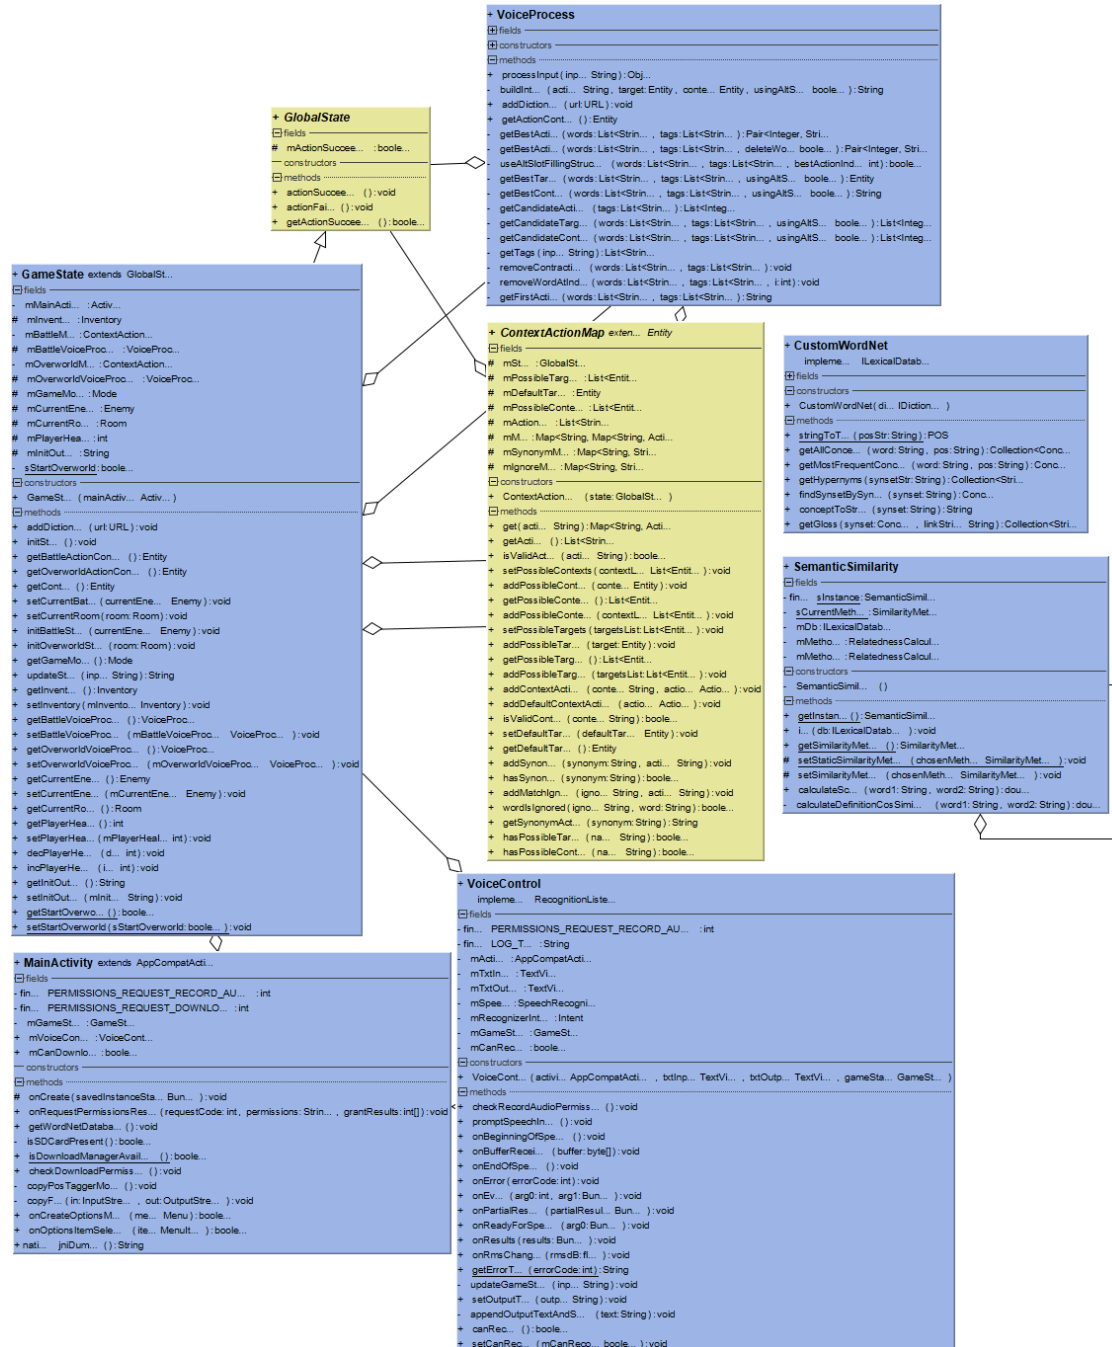 + VoiceProcess
fields
constructors
methods
+ processInput ( inp... String ) : Obj...
- buildInt... ( acti... String, target: Entity, conte... Entity, usingAltS... boole... ) : String
+ addDiction... ( url: URL ) : void
+ getActionCont... ( ) : Entity
- getBestActi... ( words: List<Strin... , tags: List<Strin... ) : Pair<Integer, Stri...
- getBestActi... ( words: List<Strin... , tags: List<Strin... , deleteWo... boole... ) : Pair<Integer, Stri...
- useAltSlotFillingStruc... ( words: List<Strin... , tags: List<Strin... , bestActionInd... int ) : boole...
- getBestTar... ( words: List<Strin... , tags: List<Strin... , usingAltS... boole... ) : Entity
- getBestCont... ( words: List<Strin... , tags: List<Strin... , usingAltS... boole... ) : String
- getCandidateActi... ( tags: List<Strin... ) : List<Integ...
- getCandidateTarg... ( words: List<Strin... , tags: List<Strin... , usingAltS... boole... ) : List<Integ...
- getCandidateCont... ( words: List<Strin... , tags: List<Strin... , usingAltS... boole... ) : List<Integ...
- getTags ( inp... String ) : List<Strin...
- removeContracti... ( words: List<Strin... , tags: List<Strin... ) : void
- removeWordAtInd... ( words: List<Strin... , tags: List<Strin... , i: int ) : void
- getFirstActi... ( words: List<Strin... , tags: List<Strin... ) : String
+ GlobalState
fields
# mActionSuccee... : boole...
constructors
methods
+ actionSuccee... ( ) : void
+ actionFai... ( ) : void
+ getActionSuccee... ( ) : boole...
+ GameState extends GlobalSt...
fields
- mMainActi... : Activ...
# mInvent... : Inventory
- mBattleM... : ContextAction...
# mBattleVoiceProc... : VoiceProc...
- mOverworldM... : ContextAction...
# mOverworldVoiceProc... : VoiceProc...
# mGameMo... : Mode
# mCurrentEne... : Enemy
# mCurrentRo... : Room
# mPlayerHea... : int
# mInitOut... : String
- sStartOverworld : boole...
constructors
+ GameSt... ( mainActiv... Activ... )
methods
+ addDiction... ( url: URL ) : void
+ initSt... ( ) : void
+ getBattleActionCon... ( ) : Entity
+ getOverworldActionCon... ( ) : Entity
+ getCont... ( ) : Entity
+ setCurrentBat... ( currentEne... Enemy ) : void
+ setCurrentRoom ( room: Room ) : void
+ initBattleSt... ( currentEne... Enemy ) : void
+ initOverworldSt... ( room: Room ) : void
+ getGameMo... ( ) : Mode
+ updateSt... ( inp... String ) : String
+ getInvent... ( ) : Inventory
+ setInventory ( mInvento... Inventory ) : void
+ getBattleVoiceProc... ( ) : VoiceProc...
+ setBattleVoiceProc... ( mBattleVoiceProc... VoiceProc... ) : void
+ getOverworldVoiceProc... ( ) : VoiceProc...
+ setOverworldVoiceProc... ( mOverworldVoiceProc... VoiceProc... ) : void
+ getCurrentEne... ( ) : Enemy
+ setCurrentEne... ( mCurrentEne... Enemy ) : void
+ getCurrentRo... ( ) : Room
+ getPlayerHea... ( ) : int
+ setPlayerHea... ( mPlayerHeal... int ) : void
+ decPlayerHe... ( d... int ) : void
+ incPlayerHe... ( i... int ) : void
+ getInitOut... ( ) : String
+ setInitOut... ( mInit... String ) : void
+ getStartOverwo... ( ) : boole...
+ setStartOverworld ( sStartOverworld: boole... ) : void
+ ContextActionMap exten... Entity
fields
# mSt... : GlobalSt...
# mPossibleTarg... : List<Entit...
# mDefaultTar... : Entity
# mPossibleConte... : List<Entit...
# mAction... : List<Strin...
# mM... : Map<String, Map<String, Acti...
# mSynonymM... : Map<String, Stri...
# mIgnoreM... : Map<String, Stri...
constructors
+ ContextAction... ( state: GlobalSt... )
methods
+ get ( acti... String ) : Map<String, Acti...
+ getActi... ( ) : List<Strin...
+ isValidAct... ( acti... String ) : boole...
+ setPossibleContexts ( contextL... List<Entit... ) : void
+ addPossibleCont... ( conte... Entity ) : void
+ getPossibleConte... ( ) : List<Entit...
+ addPossibleConte... ( contextL... List<Entit... ) : void
+ setPossibleTargets ( targetsList: List<Entit... ) : void
+ addPossibleTar... ( target: Entity ) : void
+ getPossibleTarg... ( ) : List<Entit...
+ addPossibleTarg... ( targetsList: List<Entit... ) : void
+ addContextActi... ( conte... String, actio... Actio... ) : void
+ addDefaultContextActi... ( actio... Actio... ) : void
+ isValidCont... ( conte... String ) : boole...
+ setDefaultTar... ( defaultTar... Entity ) : void
+ getDefaultTar... ( ) : Entity
+ addSynon... ( synonym: String, acti... String ) : void
+ hasSynon... ( synonym: String ) : boole...
+ addMatchIgn... ( igno... String, acti... String ) : void
+ wordIsIgnored ( igno... String, word: String ) : boole...
+ getSynonymAct... ( synonym: String ) : String
+ hasPossibleTar... ( na... String ) : boole...
+ hasPossibleCont... ( na... String ) : boole...
+ CustomWordNet
impleme... ILexicalDatab...
fields
constructors
+ CustomWordNet ( di... IDiction... )
methods
+ stringToT... ( posStr: String ) : POS
+ getAllConce... ( word: String, pos: String ) : Collection<Conc...
+ getMostFrequentConc... ( word: String, pos: String ) : Conc...
+ getHypernyms ( synsetStr: String ) : Collection<Stri...
+ findSynsetBySyn... ( synset: String ) : Conc...
+ conceptToStr... ( synset: String ) : String
+ getGloss ( synset: Conc... , linkStri... String ) : Collection<Stri...
+ SemanticSimilarity
fields
- fin... sInstance : SemanticSimil...
- sCurrentMeth... : SimilarityMet...
- mDb : ILexicalDatab...
- mMetho... : RelatednessCalcul...
- mMetho... : RelatednessCalcul...
constructors
- SemanticSimil... ( )
methods
+ getInstan... ( ) : SemanticSimil...
+ i... ( db: ILexicalDatab... ) : void
+ getSimilarityMet... ( ) : SimilarityMet...
# setStaticSimilarityMet... ( chosenMeth... SimilarityMet... ) : void
# setSimilarityMet... ( chosenMeth... SimilarityMet... ) : void
+ calculateSc... ( word1: String, word2: String ) : dou...
- calculateDefinitionCosSimi... ( word1: String, word2: String ) : dou...
+ MainActivity extends AppCompatActi...
fields
- fin... PERMISSIONS_REQUEST_RECORD_AU... : int
- fin... PERMISSIONS_REQUEST_DOWNLO... : int
- mGameSt... : GameSt...
+ mVoiceCon... : VoiceCont...
+ mCanDownlo... : boole...
constructors
methods
# onCreate ( savedInstanceSta... Bun... ) : void
+ onRequestPermissionsRes... ( requestCode: int, permissions: Strin... , grantResults: int[] ) : void
+ getWordNetDataba... ( ) : void
- isSDCardPresent ( ) : boole...
+ isDownloadManagerAvail... ( ) : boole...
+ checkDownloadPermiss... ( ) : void
- copyPosTaggerMo... ( ) : void
- copyF... ( in: InputStre... , out: OutputStre... ) : void
+ onCreateOptionsM... ( me... Menu ) : boole...
+ onOptionsItemSele... ( ite... MenuIt... ) : boole...
+ nati... jniDum... ( ) : String
+ VoiceControl
impleme... RecognitionListe...
fields
- fin... PERMISSIONS_REQUEST_RECORD_AU... : int
- fin... LOG_T... : String
- mActi... : AppCompatActi...
- mTxtIn... : TextVi...
- mTxtOut... : TextVi...
- mSpee... : SpeechRecogni...
- mRecognizerInt... : Intent
- mGameSt... : GameSt...
- mCanRec... : boole...
constructors
+ VoiceCont... ( activi... AppCompatActi... , txtInp... TextVi... , txtOutp... TextVi... , gameSta... GameSt... )
methods
+ checkRecordAudioPermiss... ( ) : void
+ promptSpeechIn... ( ) : void
+ onBeginningOfSpe... ( ) : void
+ onBufferRecei... ( buffer: byte[] ) : void
+ onEndOfSpe... ( ) : void
+ onError ( errorCode: int ) : void
+ onEv... ( arg0: int, arg1: Bun... ) : void
+ onPartialRes... ( partialResul... Bun... ) : void
+ onReadyForSpe... ( arg0: Bun... ) : void
+ onResults ( results: Bun... ) : void
+ onRmsChang... ( rmsdB: fl... ) : void
+ getErrorT... ( errorCode: int ) : String
- updateGameSt... ( inp... String ) : void
+ setOutputT... ( outp... String ) : void
- appendOutputTextAndS... ( text: String ) : void
+ canRec... ( ) : boole...
+ setCanRec... ( mCanReco... boole... ) : void